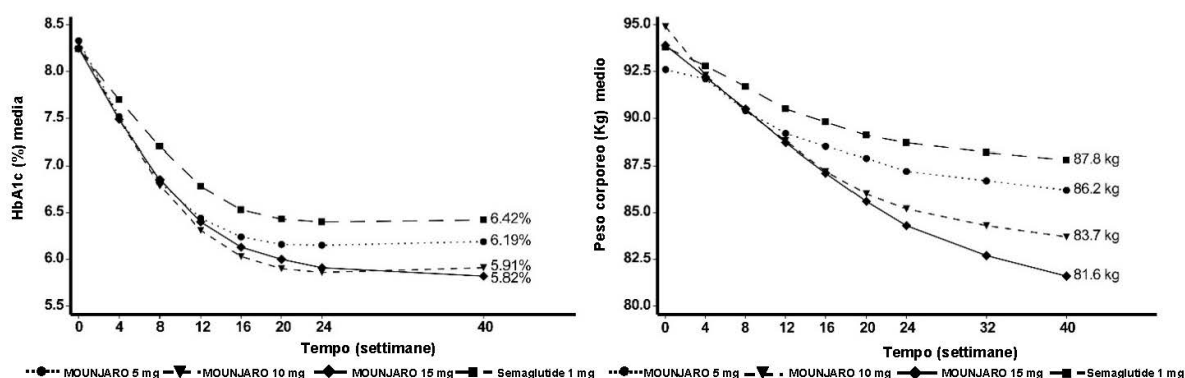 HbA1c (%) media
8.5
8.0
7.5
7.0
6.5
6.0
5.5
6.42%
6.19%
5.91%
5.82%
0 4 8 12 16 20 24 40
Tempo (settimane)
MOUNJARO 5 mg MOUNJARO 10 mg MOUNJARO 15 mg Semaglutide 1 mg
Peso corporeo (Kg) medio
95.0
92.5
90.0
87.5
85.0
82.5
80.0
87.8 kg
86.2 kg
83.7 kg
81.6 kg
0 4 8 12 16 20 24 32 40
Tempo (settimane)
MOUNJARO 5 mg MOUNJARO 10 mg MOUNJARO 15 mg Semaglutide 1 mg